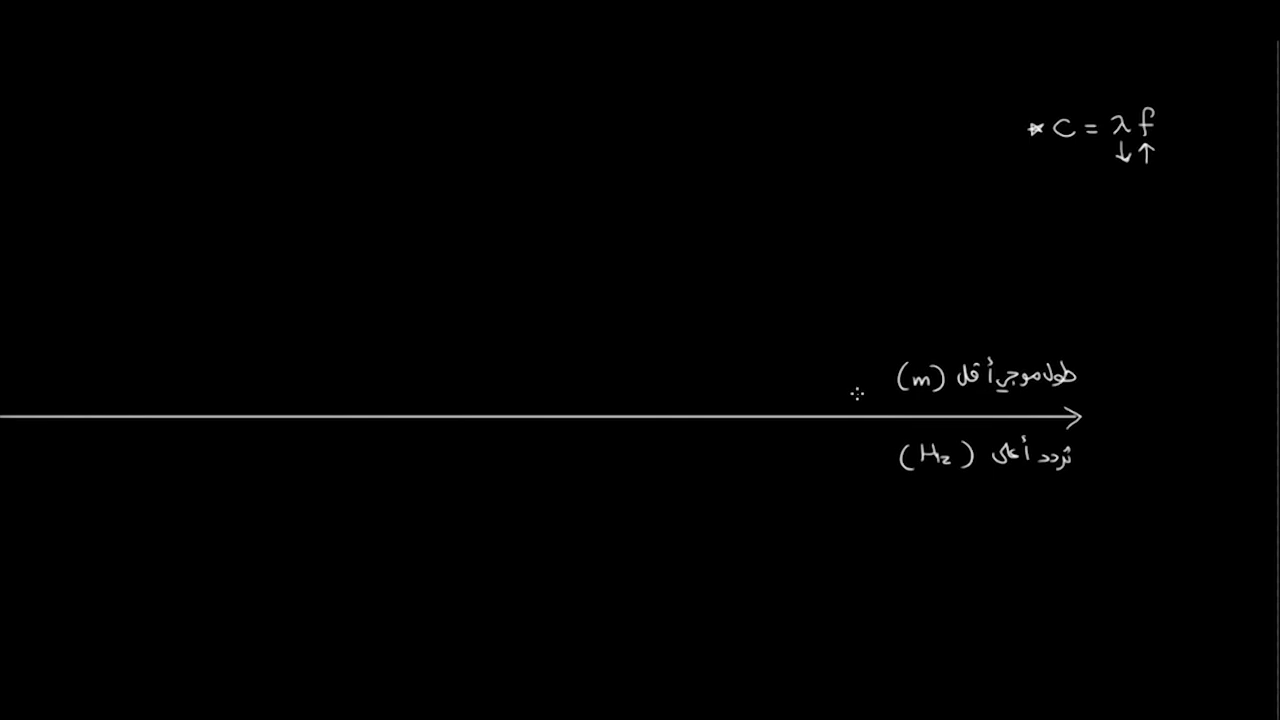 * C = λ f
↓ ↑
طول موجي أقل (m)
تردد أعلى (Hz)